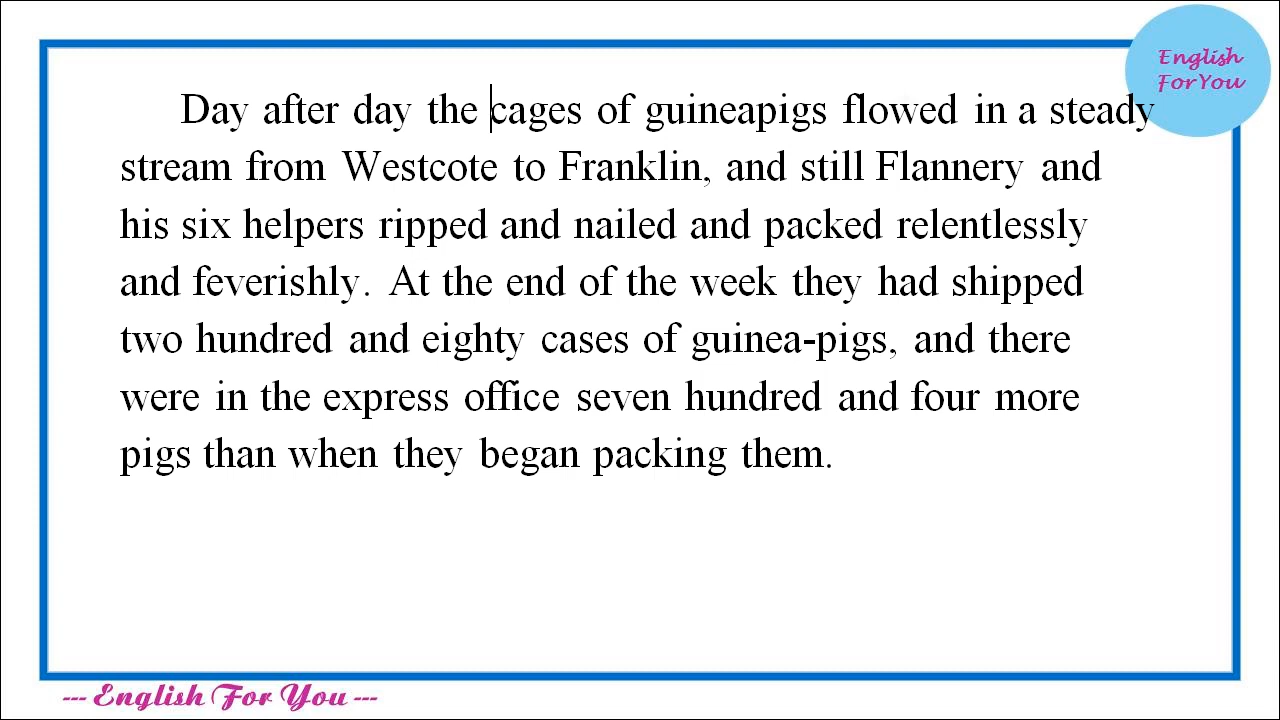 English
ForYou
Day after day the cages of guineapigs flowed in a steady
stream from Westcote to Franklin, and still Flannery and
his six helpers ripped and nailed and packed relentlessly
and feverishly. At the end of the week they had shipped
two hundred and eighty cases of guinea-pigs, and there
were in the express office seven hundred and four more
pigs than when they began packing them.
--- English For You ---